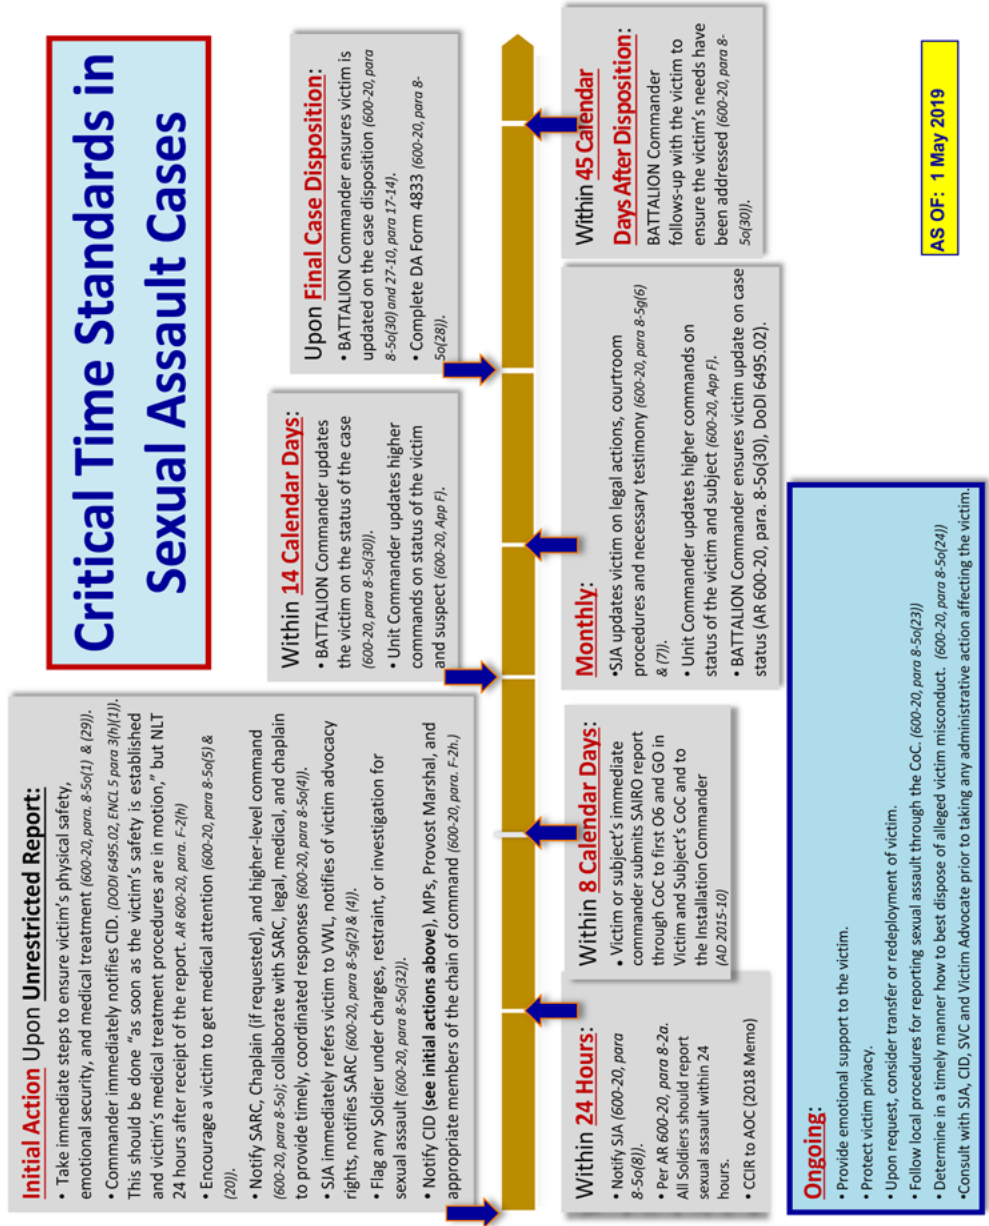 Critical Time Standards in
Sexual Assault Cases
Initial Action Upon Unrestricted Report:
• Take immediate steps to ensure victim's physical safety,
emotional security, and medical treatment (600-20, para. 8-5o(1) & (29)).
• Commander immediately notifies CID. (DODI 6495.02, ENCL 5 para 3(h)(1)).
This should be done "as soon as the victim's safety is established
and victim's medical treatment procedures are in motion," but NLT
24 hours after receipt of the report. AR 600-20, para. F-2(h)
• Encourage a victim to get medical attention (600-20, para 8-5o(5) &
(20)).
• Notify SARC, Chaplain (if requested), and higher-level command
(600-20, para 8-5o); collaborate with SARC, legal, medical, and chaplain
to provide timely, coordinated responses (600-20, para 8-5o(4)).
• SJA immediately refers victim to VWL, notifies of victim advocacy
rights, notifies SARC (600-20, para 8-5g(2) & (4)).
• Flag any Soldier under charges, restraint, or investigation for
sexual assault (600-20, para 8-5o(32)).
• Notify CID (see initial actions above), MPs, Provost Marshal, and
appropriate members of the chain of command (600-20, para. F-2h.)
Within 14 Calendar Days:
• BATTALION Commander updates
the victim on the status of the case
(600-20, para 8-5o(30)).
• Unit Commander updates higher
commands on status of the victim
and suspect (600-20, App F).
Upon Final Case Disposition:
• BATTALION Commander ensures victim is
updated on the case disposition (600-20, para
8-5o(30) and 27-10, para 17-14).
• Complete DA Form 4833 (600-20, para 8-
5o(28)).
Within 24 Hours:
• Notify SJA (600-20, para
8-5o(8)).
• Per AR 600-20, para 8-2a.
All Soldiers should report
sexual assault within 24
hours.
• CCIR to AOC (2018 Memo)
Within 8 Calendar Days:
• Victim or subject's immediate
commander submits SAIRO report
through CoC to first O6 and GO in
Victim and Subject's CoC and to
the Installation Commander
(AD 2015-10)
Monthly:
•SJA updates victim on legal actions, courtroom
procedures and necessary testimony (600-20, para 8-5g(6)
& (7)).
• Unit Commander updates higher commands on
status of the victim and subject (600-20, App F).
• BATTALION Commander ensures victim update on case
status (AR 600-20, para. 8-5o(30), DoDI 6495.02).
Within 45 Calendar
Days After Disposition:
BATTALION Commander
follows-up with the victim to
ensure the victim's needs have
been addressed (600-20, para 8-
5o(30)).
Ongoing:
• Provide emotional support to the victim.
• Protect victim privacy.
• Upon request, consider transfer or redeployment of victim.
• Follow local procedures for reporting sexual assault through the CoC. (600-20, para 8-5o(23))
• Determine in a timely manner how to best dispose of alleged victim misconduct. (600-20, para 8-5o(24))
•Consult with SJA, CID, SVC and Victim Advocate prior to taking any administrative action affecting the victim.
AS OF: 1 May 2019